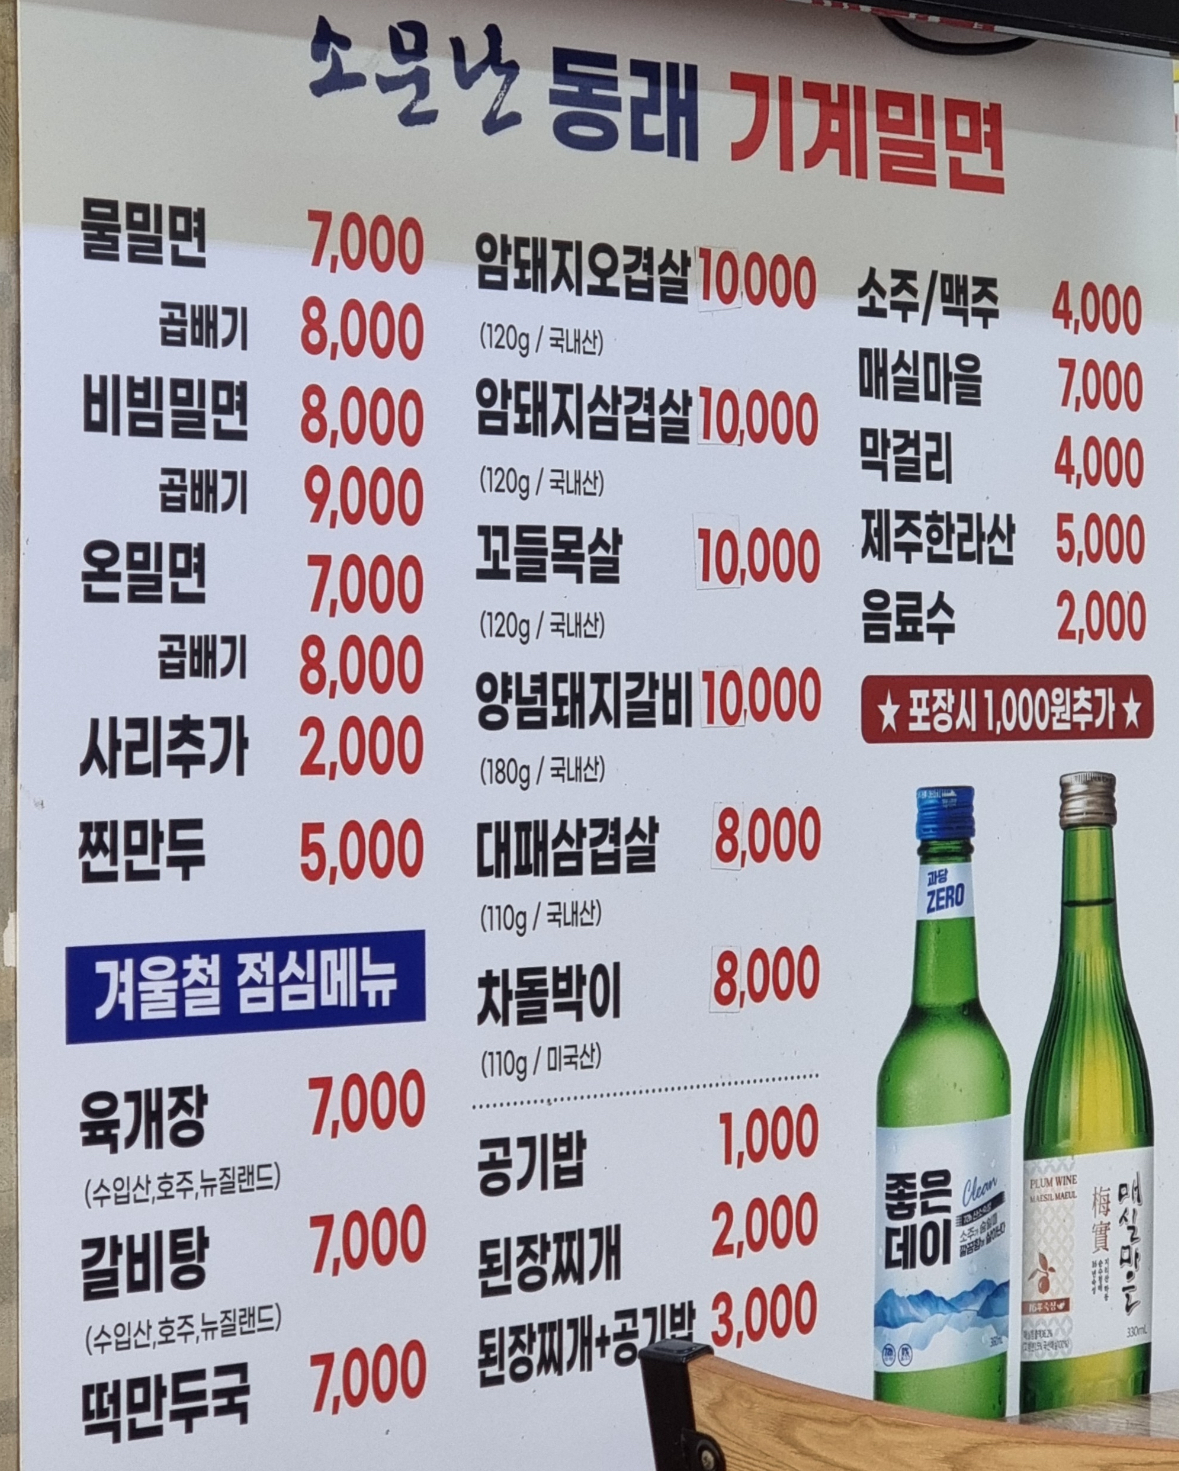 소문난 동래 기계밀면
물밀면 7,000
곱배기 8,000
비빔밀면 8,000
곱배기 9,000
온밀면 7,000
곱배기 8,000
사리추가 2,000
찐만두 5,000
겨울철 점심메뉴
육개장 7,000
(수입산,호주,뉴질랜드)
갈비탕 7,000
(수입산,호주,뉴질랜드)
떡만두국 7,000
암돼지오겹살 10,000
(120g / 국내산)
암돼지삼겹살 10,000
(120g / 국내산)
꼬들목살 10,000
(120g / 국내산)
양념돼지갈비 10,000
(180g / 국내산)
대패삼겹살 8,000
(110g / 국내산)
차돌박이 8,000
(110g / 미국산)
공기밥 1,000
된장찌개 2,000
된장찌개+공기밥 3,000
소주/맥주 4,000
매실마을 7,000
막걸리 4,000
제주한라산 5,000
음료수 2,000
★ 포장시 1,000원추가 ★
과당
ZERO
좋은
데이
Clean
PLUM WINE
MAESIL MAEUL
梅實
매실마을
330mL